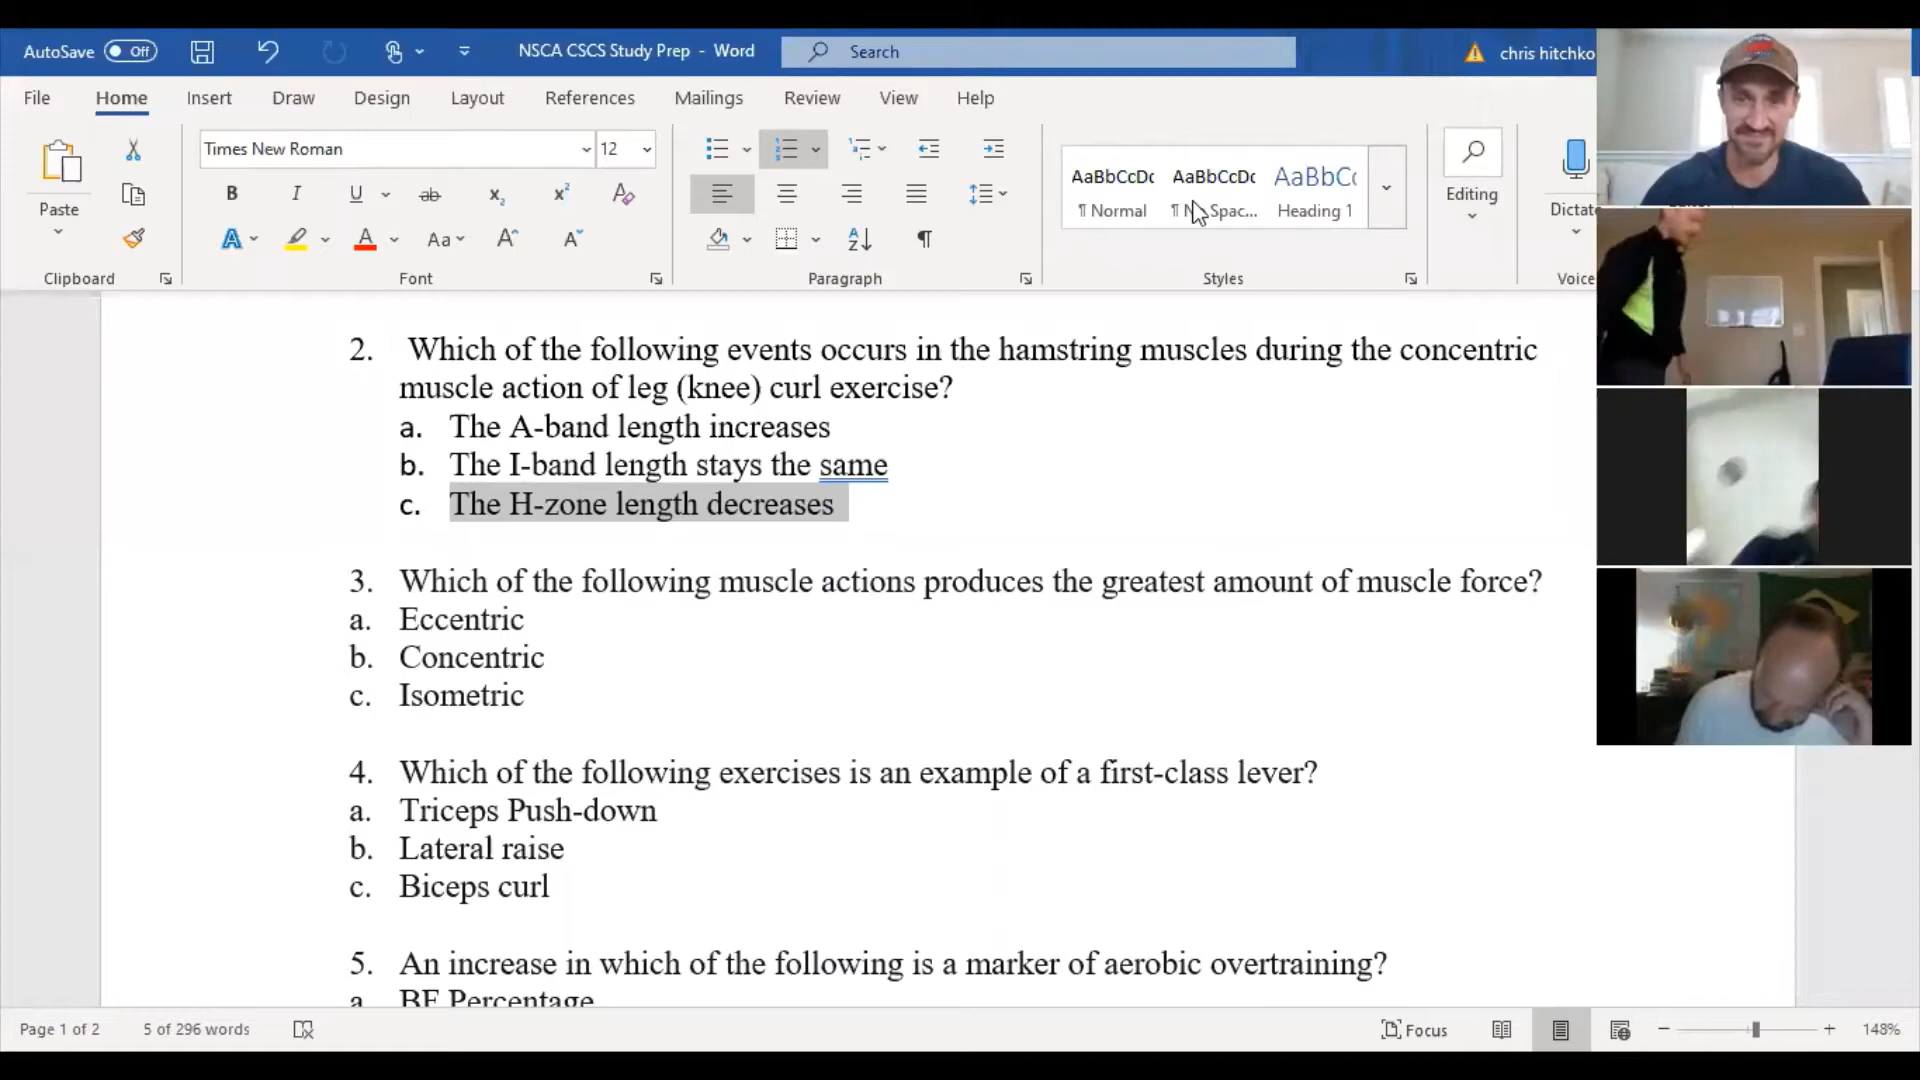 AutoSave Off NSCA CSCS Study Prep - Word Search chris hitchko
File Home Insert Draw Design Layout References Mailings Review View Help
Times New Roman 12
AaBbCcDc AaBbCcDc AaBbCc
Paste
¶ Normal ¶ Spac... Heading 1
Editing
Dictate
Clipboard Font Paragraph Styles Voice
2. Which of the following events occurs in the hamstring muscles during the concentric
muscle action of leg (knee) curl exercise?
a. The A-band length increases
b. The I-band length stays the same
c. The H-zone length decreases
3. Which of the following muscle actions produces the greatest amount of muscle force?
a. Eccentric
b. Concentric
c. Isometric
4. Which of the following exercises is an example of a first-class lever?
a. Triceps Push-down
b. Lateral raise
c. Biceps curl
5. An increase in which of the following is a marker of aerobic overtraining?
a BF Percentage
Page 1 of 2 5 of 296 words Focus 148%